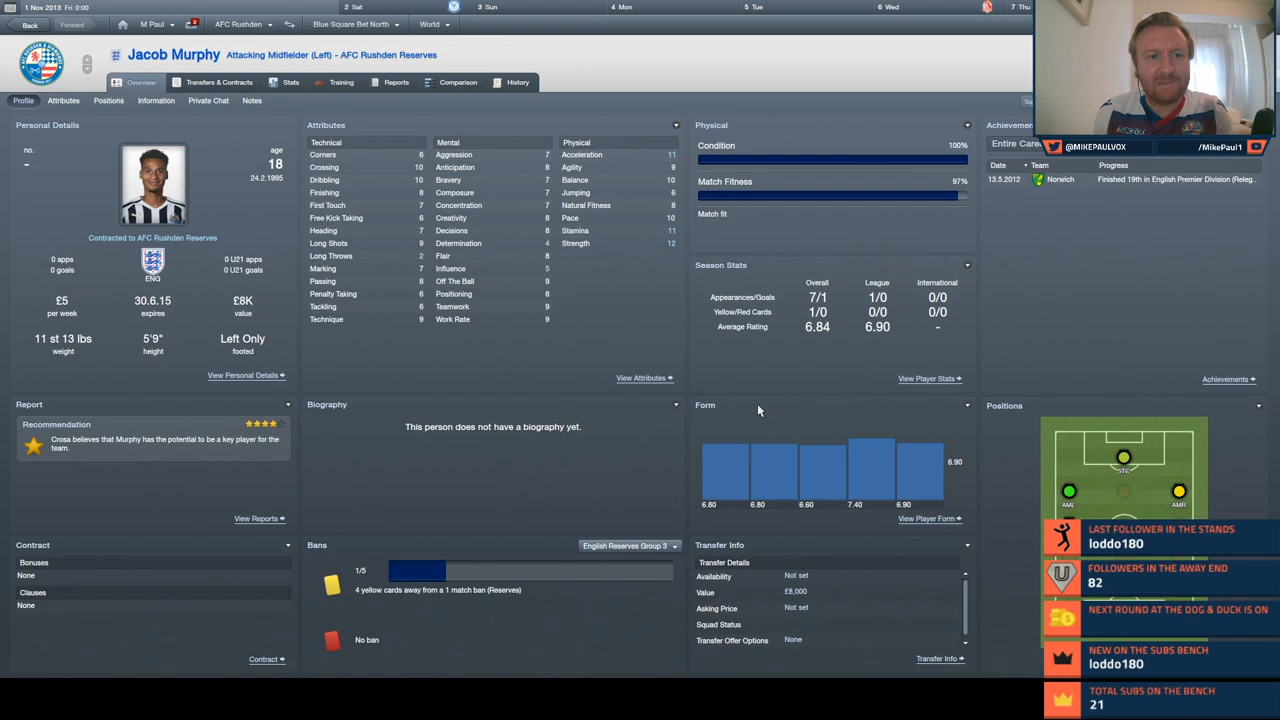 1 Nov 2013 Fri 0:00
2 Sat
3 Sun
4 Mon
5 Tue
6 Wed
7 Thu
Back
Forward
M Paul
AFC Rushden
Blue Square Bet North
World
Jacob Murphy
Attacking Midfielder (Left) - AFC Rushden Reserves
Overview
Transfers & Contracts
Stats
Training
Reports
Comparison
History
Profile
Attributes
Positions
Information
Private Chat
Notes
Personal Details
no.
-
age
18
24.2.1995
Contracted to AFC Rushden Reserves
0 apps
0 goals
ENG
0 U21 apps
0 U21 goals
£5
per week
30.6.15
expires
£8K
value
11 st 13 lbs
weight
5'9"
height
Left Only
footed
View Personal Details
Attributes
Technical
Corners 6
Crossing 10
Dribbling 10
Finishing 8
First Touch 7
Free Kick Taking 6
Heading 7
Long Shots 9
Long Throws 2
Marking 7
Passing 8
Penalty Taking 6
Tackling 6
Technique 9
Mental
Aggression 7
Anticipation 8
Bravery 7
Composure 7
Concentration 7
Creativity 8
Decisions 8
Determination 4
Flair 8
Influence 5
Off The Ball 9
Positioning 8
Teamwork 9
Work Rate 9
Physical
Acceleration 11
Agility 9
Balance 10
Jumping 6
Natural Fitness 8
Pace 10
Stamina 11
Strength 12
View Attributes
Physical
Condition 100%
Match Fitness 97%
Match fit
Season Stats
Overall League International
Appearances/Goals 7/1 1/0 0/0
Yellow/Red Cards 1/0 0/0 0/0
Average Rating 6.84 6.90 -
View Player Stats
Achievements
Entire Care
@MIKEPAULVOX
/MikePaul1
Date Team Progress
13.5.2012 Norwich Finished 19th in English Premier Division (Releg...
Achievements
Report
Recommendation
Crosa believes that Murphy has the potential to be a key player for the
team.
View Reports
Biography
This person does not have a biography yet.
Form
6.90
6.80 6.80 6.60 7.40 6.90
View Player Form
Positions
STC
AML
AMR
Contract
Bonuses
None
Clauses
None
Contract
Bans
English Reserves Group 3
1/5
4 yellow cards away from a 1 match ban (Reserves)
No ban
Transfer Info
Transfer Details
Availability Not set
Value £8,000
Asking Price Not set
Squad Status
Transfer Offer Options None
Transfer Info
LAST FOLLOWER IN THE STANDS
loddo180
FOLLOWERS IN THE AWAY END
82
NEXT ROUND AT THE DOG & DUCK IS ON
NEW ON THE SUBS BENCH
loddo180
TOTAL SUBS ON THE BENCH
21